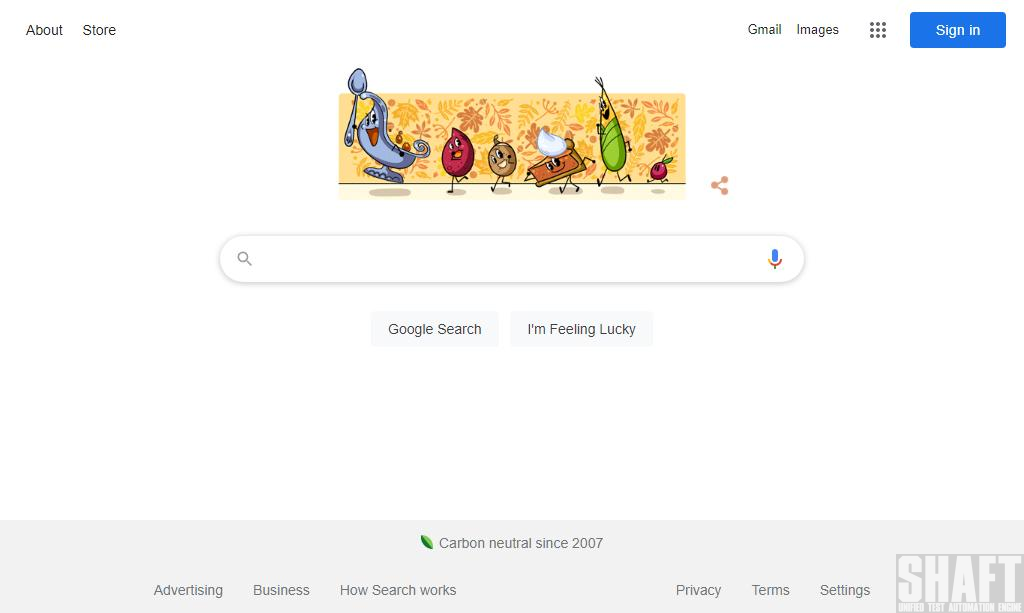 About Store Gmail Images Sign in
Google Search I'm Feeling Lucky
Carbon neutral since 2007
Advertising Business How Search works Privacy Terms Settings
SHAFT
UNIFIED TEST AUTOMATION ENGINE